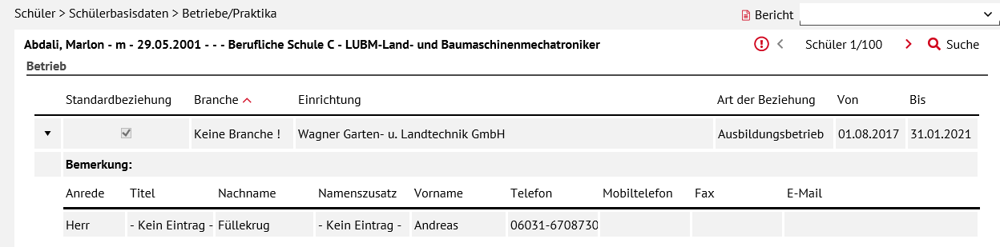 Schüler > Schülerbasisdaten > Betriebe/Praktika
Bericht
Abdali, Marlon - m - 29.05.2001 - - - Berufliche Schule C - LUBM-Land- und Baumaschinenmechatroniker
Schüler 1/100 Suche
Betrieb
Standardbeziehung Branche Einrichtung Art der Beziehung Von Bis
Keine Branche ! Wagner Garten- u. Landtechnik GmbH Ausbildungsbetrieb 01.08.2017 31.01.2021
Bemerkung:
Anrede Titel Nachname Namenszusatz Vorname Telefon Mobiltelefon Fax E-Mail
Herr - Kein Eintrag - Füllekrug - Kein Eintrag - Andreas 06031-6708730